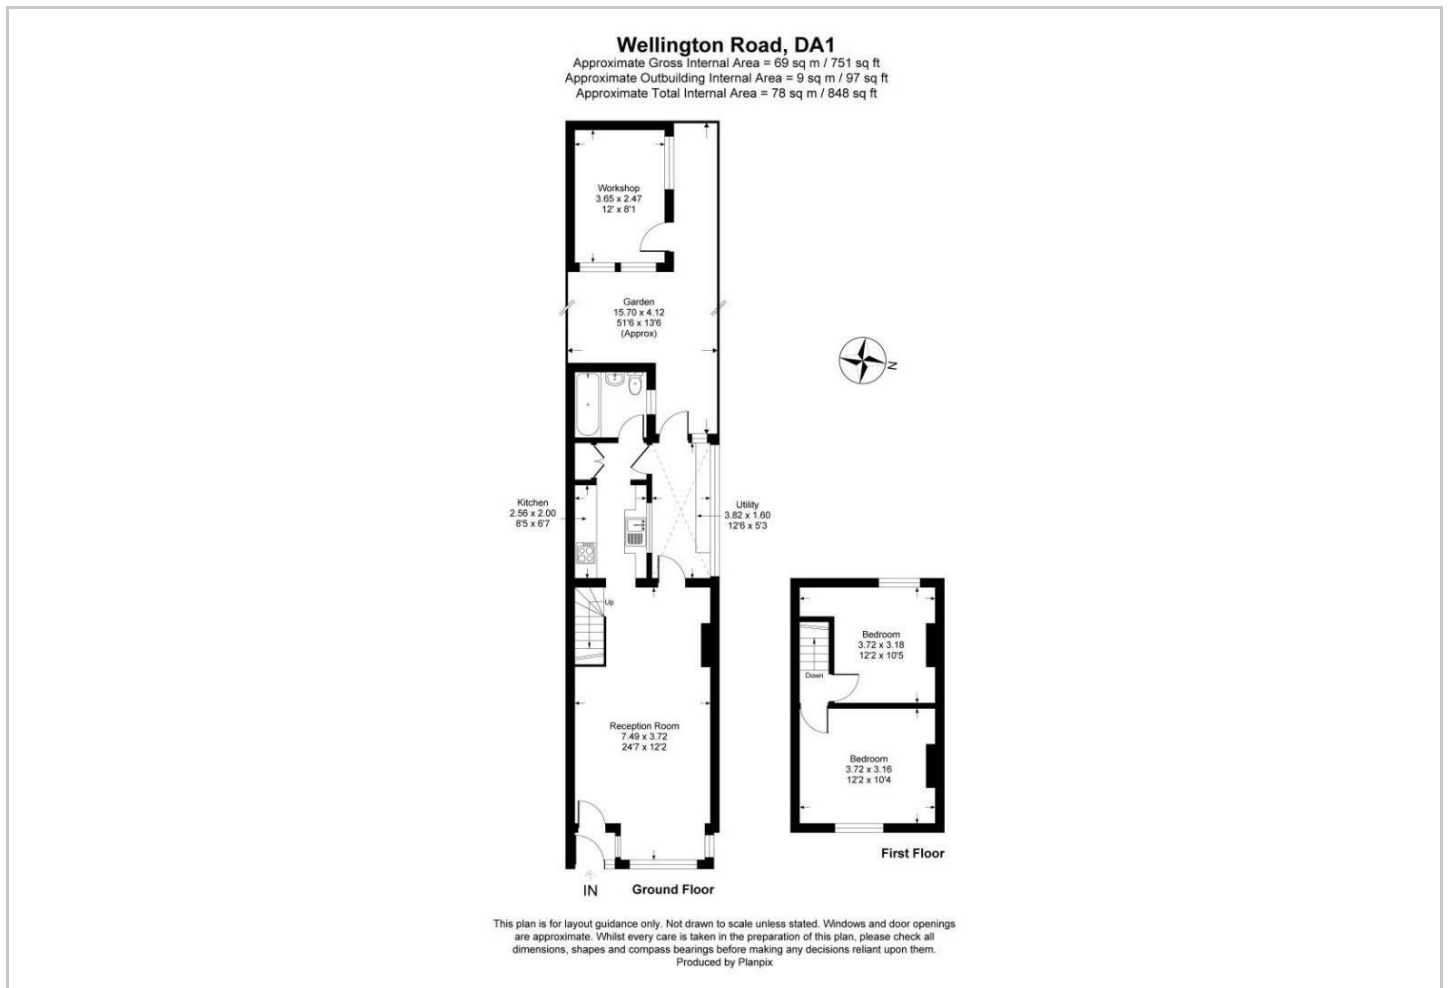 Wellington Road, DA1
Approximate Gross Internal Area = 69 sq m / 751 sq ft
Approximate Outbuilding Internal Area = 9 sq m / 97 sq ft
Approximate Total Internal Area = 78 sq m / 848 sq ft
Workshop
3.65 x 2.47
12' x 8'1
Garden
15.70 x 4.12
51'6 x 13'6
(Approx)
N
Kitchen
2.56 x 2.00
8'5 x 6'7
Utility
3.82 x 1.60
12'6 x 5'3
Up
Reception Room
7.49 x 3.72
24'7 x 12'2
IN
Ground Floor
Bedroom
3.72 x 3.18
12'2 x 10'5
Down
Bedroom
3.72 x 3.16
12'2 x 10'4
First Floor
This plan is for layout guidance only. Not drawn to scale unless stated. Windows and door openings
are approximate. Whilst every care is taken in the preparation of this plan, please check all
dimensions, shapes and compass bearings before making any decisions reliant upon them.
Produced by Planpix